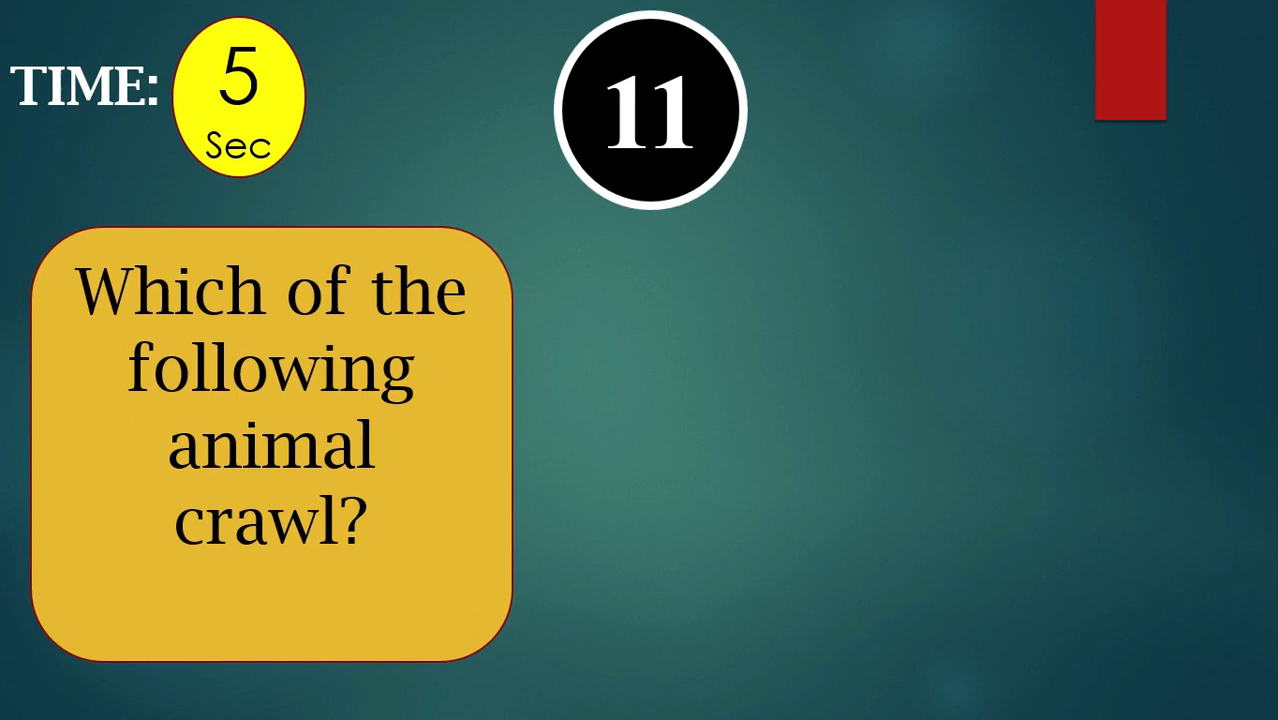 TIME:
5
Sec
11
Which of the
following
animal
crawl?